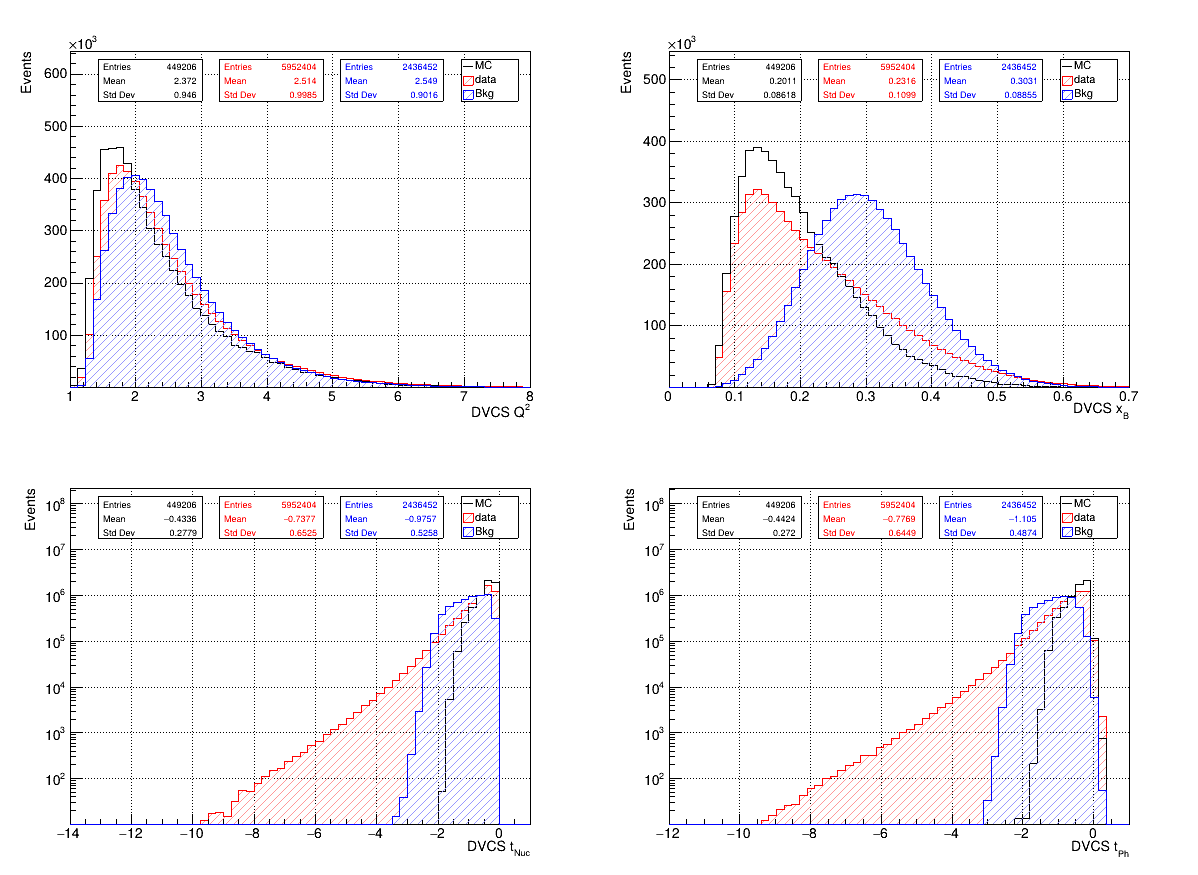 ×10³
Events
Entries 449206
Mean 2.372
Std Dev 0.946
Entries 5952404
Mean 2.514
Std Dev 0.9985
Entries 2436452
Mean 2.549
Std Dev 0.9016
MC
data
Bkg
600
500
400
300
200
100
1 2 3 4 5 6 7 8
DVCS Q²
×10³
Events
Entries 449206
Mean 0.2011
Std Dev 0.08618
Entries 5952404
Mean 0.2316
Std Dev 0.1099
Entries 2436452
Mean 0.3031
Std Dev 0.08855
MC
data
Bkg
500
400
300
200
100
0 0.1 0.2 0.3 0.4 0.5 0.6 0.7
DVCS x_B
Events
Entries 449206
Mean −0.4336
Std Dev 0.2779
Entries 5952404
Mean −0.7377
Std Dev 0.6525
Entries 2436452
Mean −0.9757
Std Dev 0.5258
MC
data
Bkg
10⁸
10⁷
10⁶
10⁵
10⁴
10³
10²
−14 −12 −10 −8 −6 −4 −2 0
DVCS t_Nuc
Events
Entries 449206
Mean −0.4424
Std Dev 0.272
Entries 5952404
Mean −0.7769
Std Dev 0.6449
Entries 2436452
Mean −1.105
Std Dev 0.4874
MC
data
Bkg
10⁸
10⁷
10⁶
10⁵
10⁴
10³
10²
−12 −10 −8 −6 −4 −2 0
DVCS t_Ph